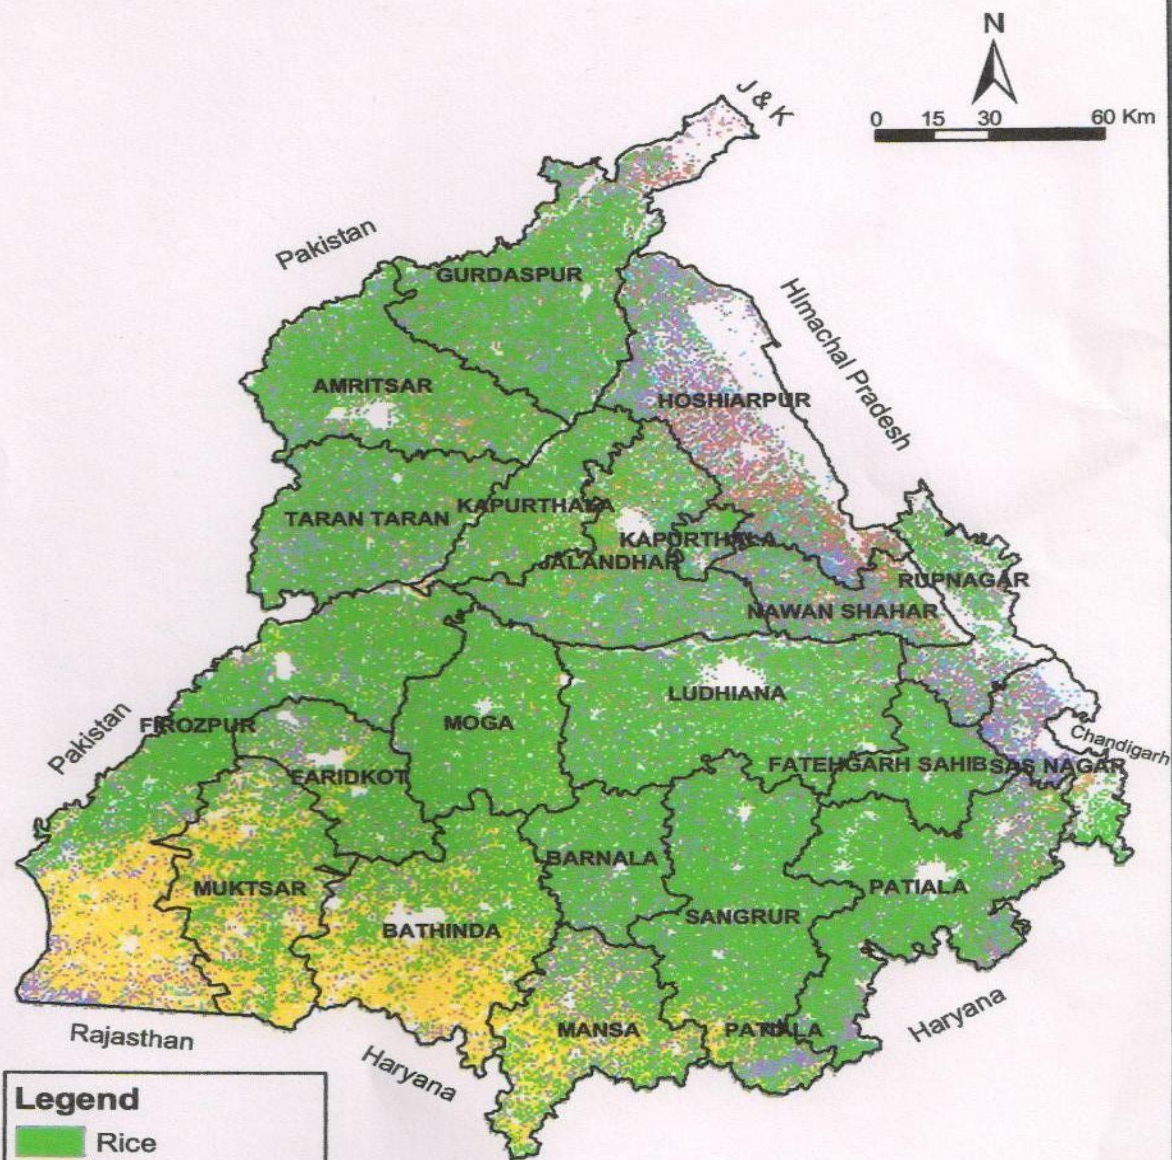 N
J & K
0 15 30 60 Km
Pakistan
GURDASPUR
HImachal Pradesh
AMRITSAR
HOSHIARPUR
TARAN TARAN
KAPURTHALA
KAPURTHALA
JALANDHAR
RUPNAGAR
NAWAN SHAHAR
LUDHIANA
Pakistan
FIROZPUR
MOGA
Chandigarh
FARIDKOT
FATEHGARH SAHIB
SAS NAGAR
BARNALA
MUKTSAR
PATIALA
BATHINDA
SANGRUR
MANSA
PATIALA
Haryana
Rajasthan
Haryana
Legend
Rice